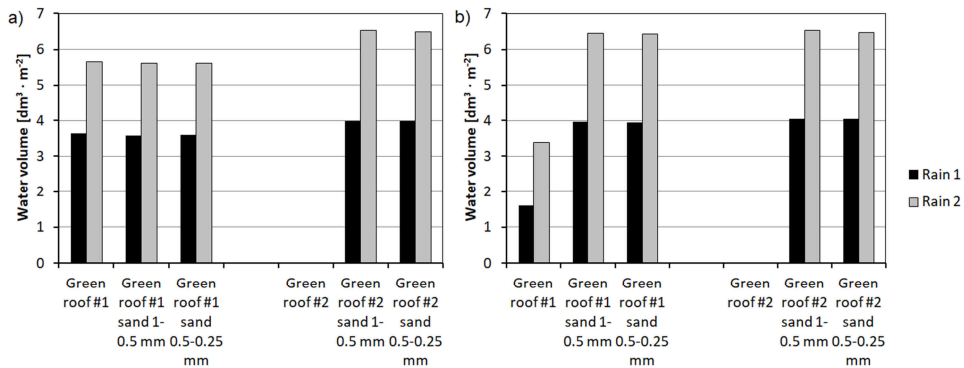 a)
Water volume [dm³ · m⁻²]
7
6
5
4
3
2
1
0
Green Green Green Green Green Green
roof #1 roof #1 roof #1 roof #2 roof #2 roof #2
sand 1- sand sand 1- sand
0.5 mm 0.5-0.25 0.5 mm 0.5-0.25
mm mm
b)
Water volume [dm³ · m⁻²]
7
6
5
4
3
2
1
0
Green Green Green Green Green Green
roof #1 roof #1 roof #1 roof #2 roof #2 roof #2
sand 1- sand sand 1- sand
0.5 mm 0.5-0.25 0.5 mm 0.5-0.25
mm mm
Rain 1
Rain 2